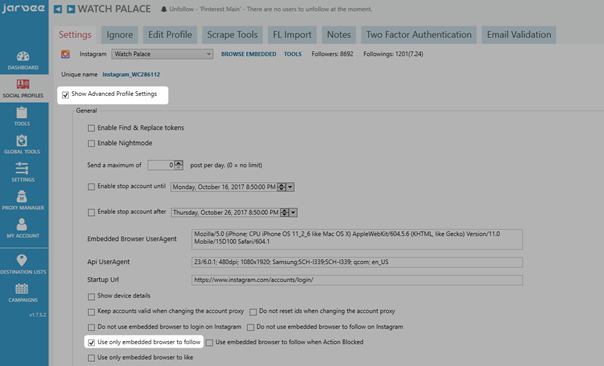 jarvee
WATCH PALACE
Unfollow - 'Pinterest Main' - There are no users to unfollow at the moment.
Settings Ignore Edit Profile Scrape Tools FL Import Notes Two Factor Authentication Email Validation
Instagram Watch Palace BROWSE EMBEDDED TOOLS Followers: 8692 Followings: 1201(7.24)
DASHBOARD
Unique name Instagram_WC286112
SOCIAL PROFILES
Show Advanced Profile Settings
General
TOOLS
Enable Find & Replace tokens
Enable Nightmode
GLOBAL TOOLS
Send a maximum of 0 post per day. (0 = no limit)
SETTINGS
Enable stop account until Monday, October 16, 2017 8:50:00 PM
PROXY MANAGER
Enable stop account after Thursday, October 26, 2017 8:50:00 PM
MY ACCOUNT
Embedded Browser UserAgent Mozilla/5.0 (iPhone; CPU iPhone OS 11_2_6 like Mac OS X) AppleWebKit/604.5.6 (KHTML, like Gecko) Version/11.0
Mobile/15D100 Safari/604.1
Api UserAgent 23/6.0.1; 480dpi; 1080x1920; Samsung;SCH-I339;SCH-I339; qcom; en_US
DESTINATION LISTS
Startup Url https://www.instagram.com/accounts/login/
Show device details
CAMPAIGNS
Keep accounts valid when changing the account proxy Do not reset ids when changing the account proxy
v1.7.5.2
Do not use embedded browser to login on Instagram Do not use embedded browser to follow on Instagram
Use only embedded browser to follow Use embedded browser to follow when Action Blocked
Use only embedded browser to like